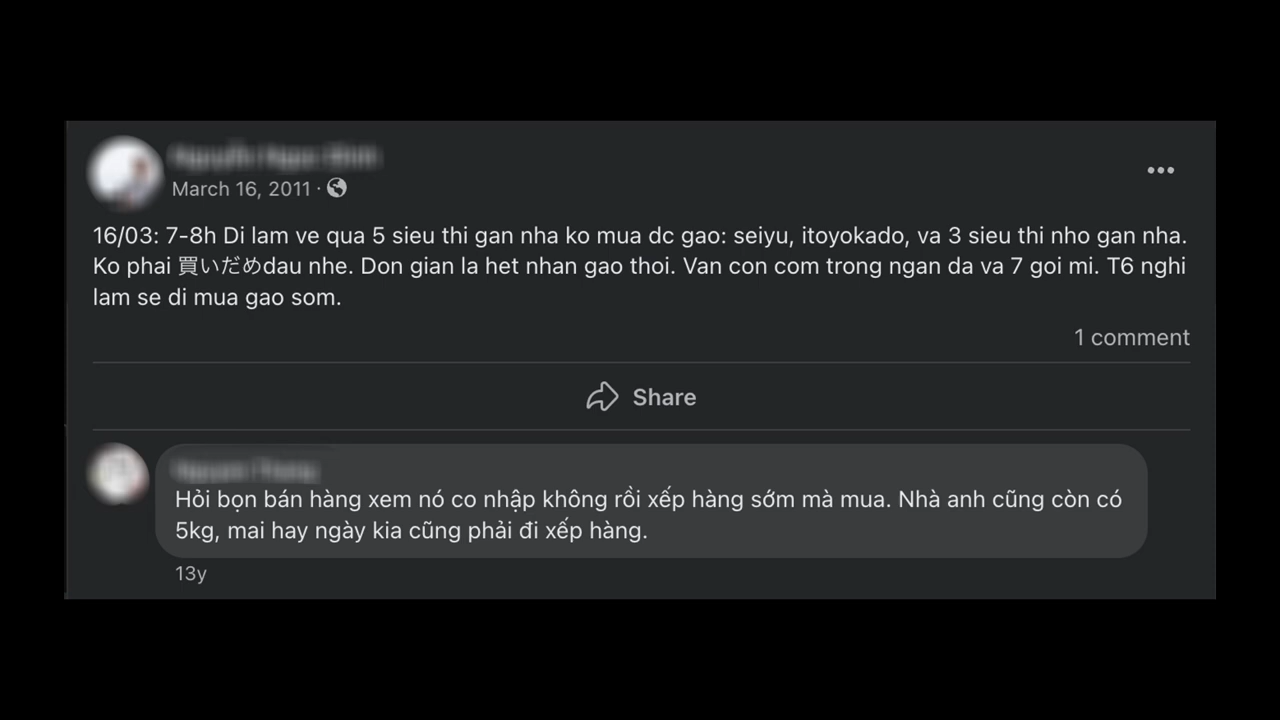 March 16, 2011 ·
16/03: 7-8h Di lam ve qua 5 sieu thi gan nha ko mua dc gao: seiyu, itoyokado, va 3 sieu thi nho gan nha.
Ko phai 買いだめdau nhe. Don gian la het nhan gao thoi. Van con com trong ngan da va 7 goi mi. T6 nghi
lam se di mua gao som.
1 comment
Share
Hỏi bọn bán hàng xem nó co nhập không rồi xếp hàng sớm mà mua. Nhà anh cũng còn có
5kg, mai hay ngày kia cũng phải đi xếp hàng.
13y